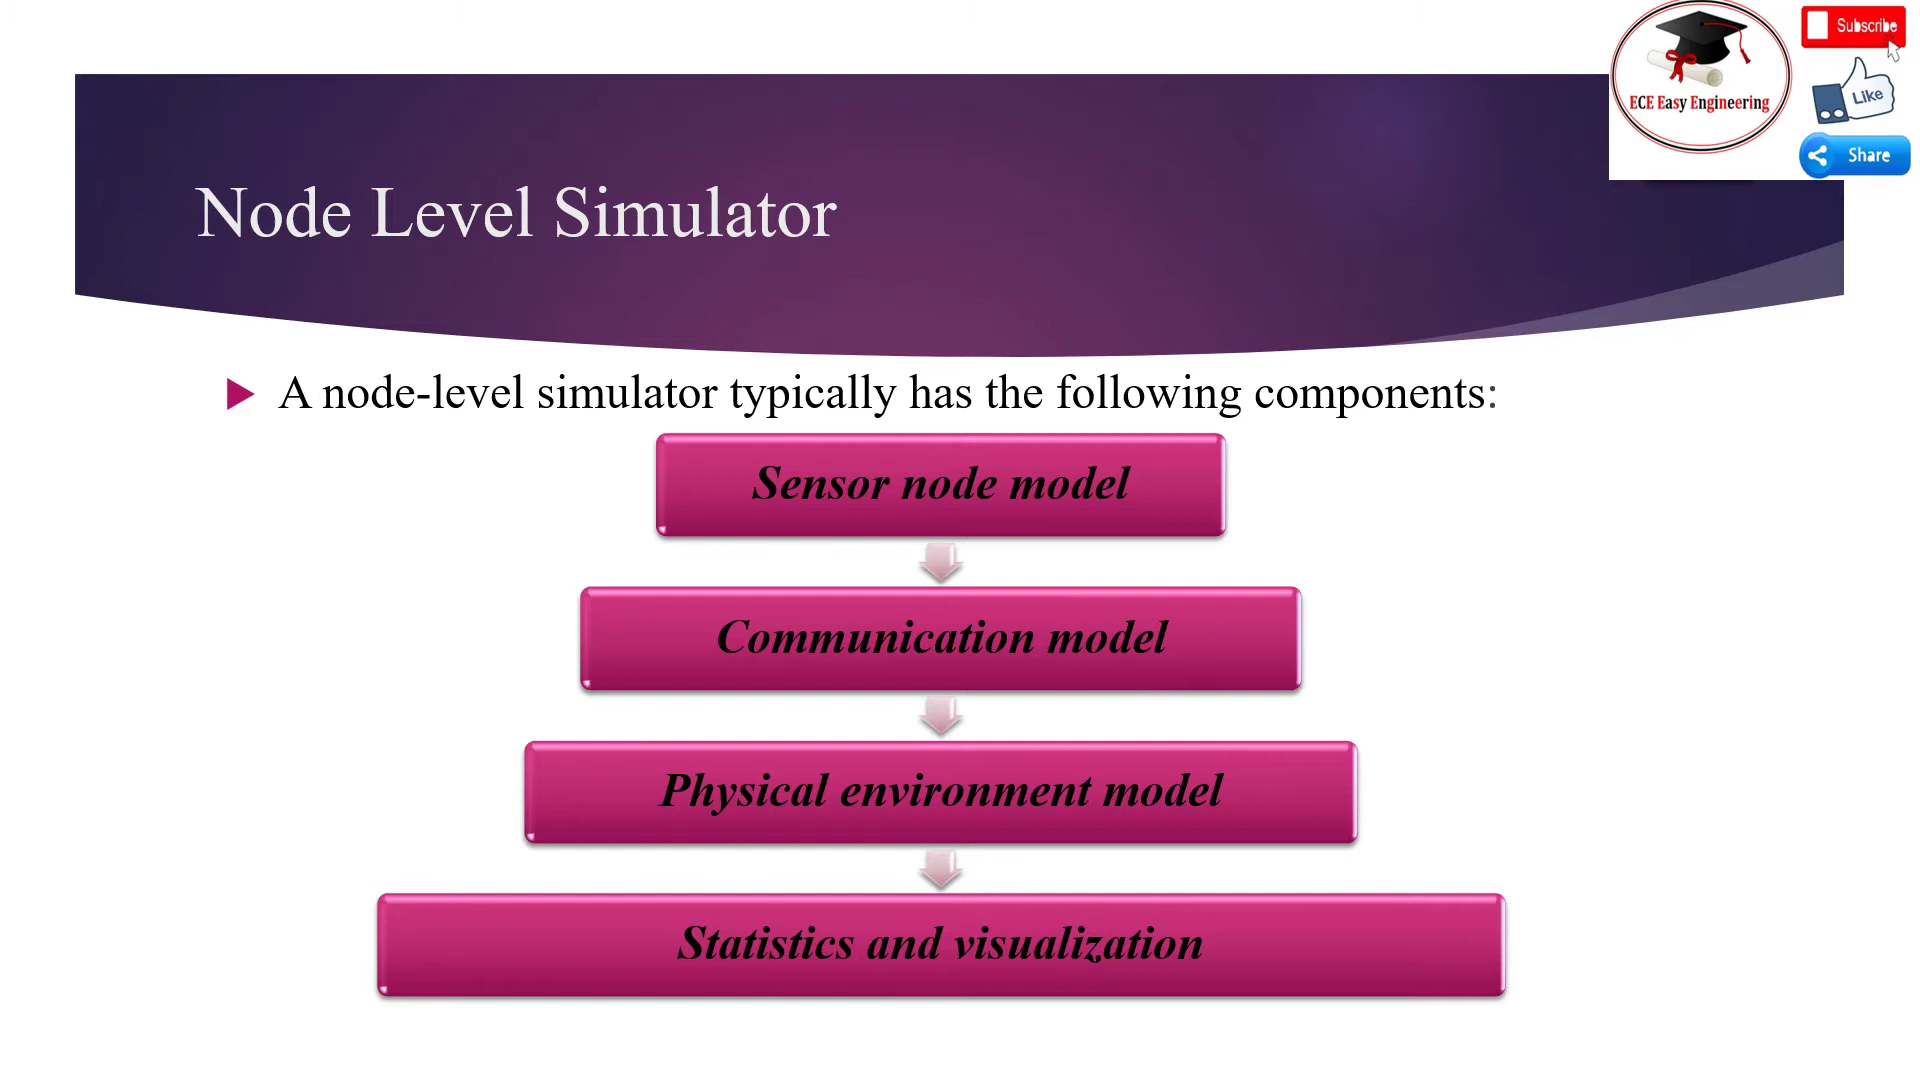 Subscribe
Like
ECE Easy Engineering
Share
Node Level Simulator
A node-level simulator typically has the following components:
Sensor node model
Communication model
Physical environment model
Statistics and visualization